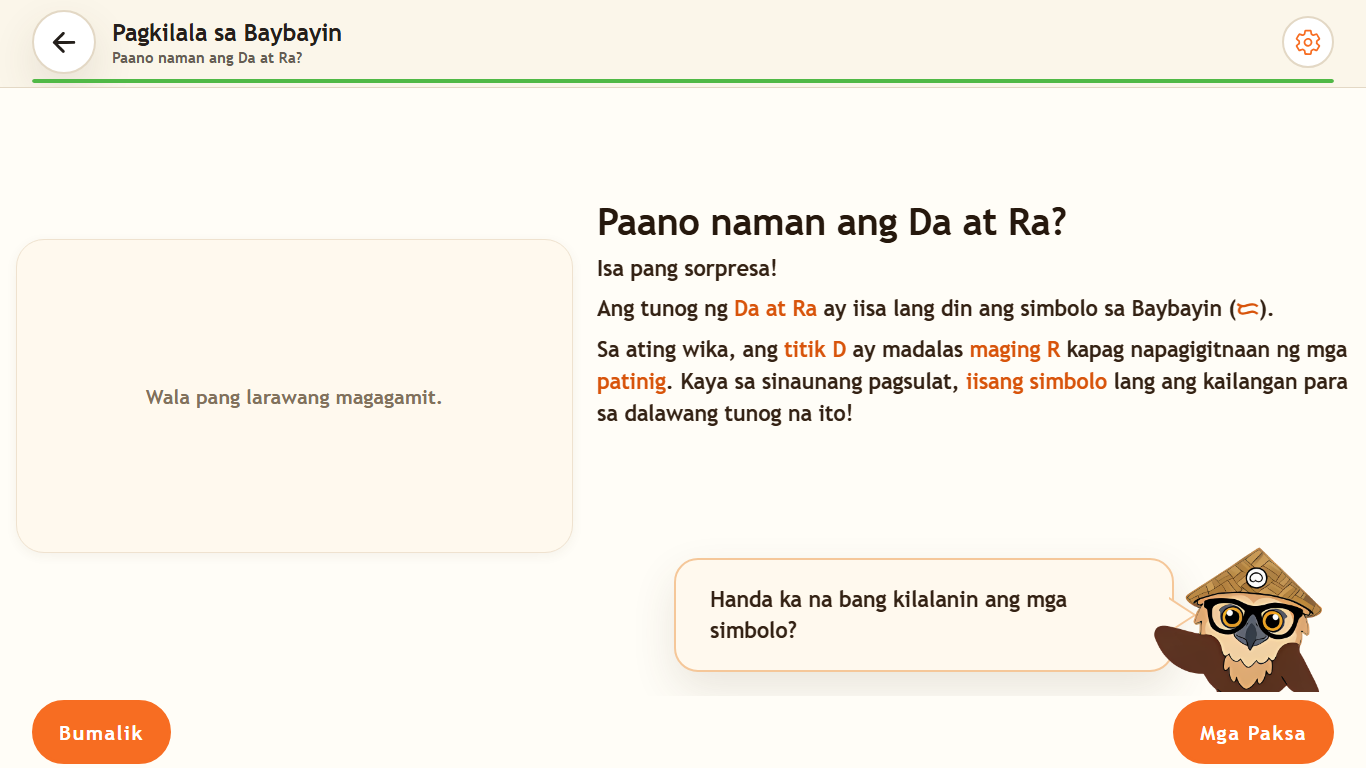 Pagkilala sa Baybayin
Paano naman ang Da at Ra?
Wala pang larawang magagamit.
Paano naman ang Da at Ra?
Isa pang sorpresa!
Ang tunog ng Da at Ra ay iisa lang din ang simbolo sa Baybayin (ᜇ).
Sa ating wika, ang titik D ay madalas maging R kapag napagigitnaan ng mga
patinig. Kaya sa sinaunang pagsulat, iisang simbolo lang ang kailangan para
sa dalawang tunog na ito!
Handa ka na bang kilalanin ang mga
simbolo?
Bumalik
Mga Paksa